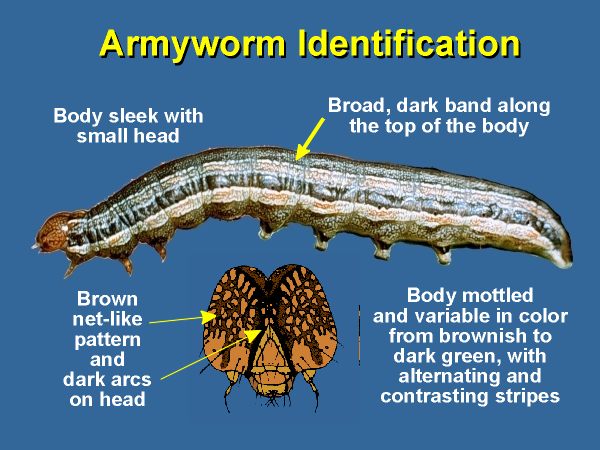 Armyworm Identification
Body sleek with
small head
Broad, dark band along
the top of the body
Brown
net-like
pattern
and
dark arcs
on head
Body mottled
and variable in color
from brownish to
dark green, with
alternating and
contrasting stripes